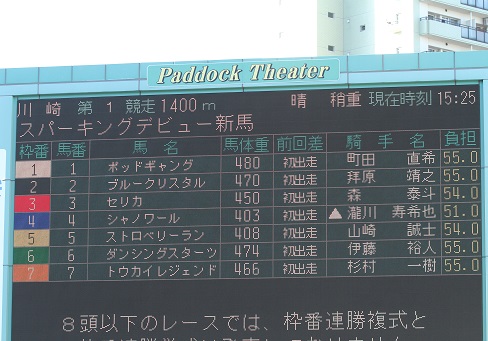 Paddock Theater
川崎 第 1 競走 1400m 晴 稍重 現在時刻 15:25
スパーキングデビュー新馬
枠番 馬番 馬名 馬体重 前回差 騎手名 負担
1 1 ポッドギャング 480 初出走 町田 直希 55.0
2 2 ブルークリスタル 470 初出走 拜原 靖之 55.0
3 3 セリカ 450 初出走 森 泰斗 54.0
4 4 シャノワール 403 初出走 ▲瀧川 寿希也 51.0
5 5 ストロベリーラン 408 初出走 山崎 誠士 54.0
6 6 ダンシングスターツ 474 初出走 伊藤 裕人 55.0
7 7 トウカイレジェンド 466 初出走 杉村 一樹 55.0
8頭以下のレースでは、枠番連勝複式と